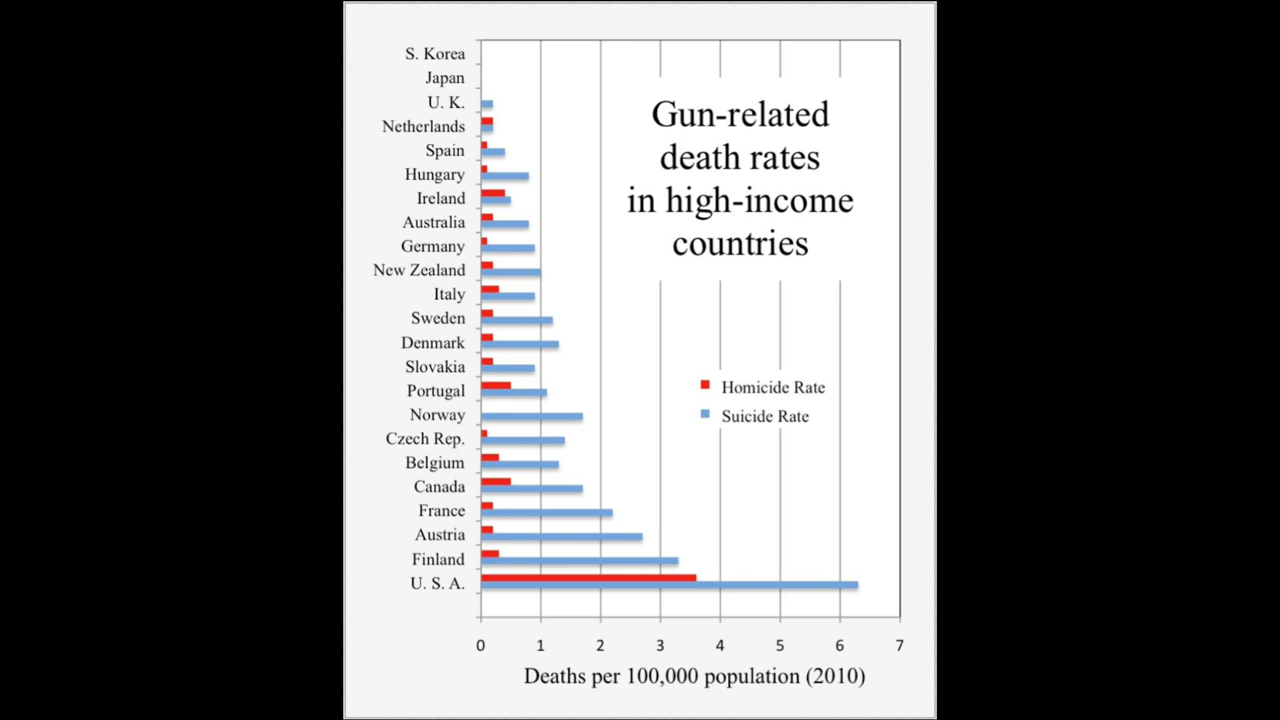 Gun-related
death rates
in high-income
countries
S. Korea
Japan
U. K.
Netherlands
Spain
Hungary
Ireland
Australia
Germany
New Zealand
Italy
Sweden
Denmark
Slovakia
Portugal
Norway
Czech Rep.
Belgium
Canada
France
Austria
Finland
U. S. A.
Homicide Rate
Suicide Rate
0 1 2 3 4 5 6 7
Deaths per 100,000 population (2010)